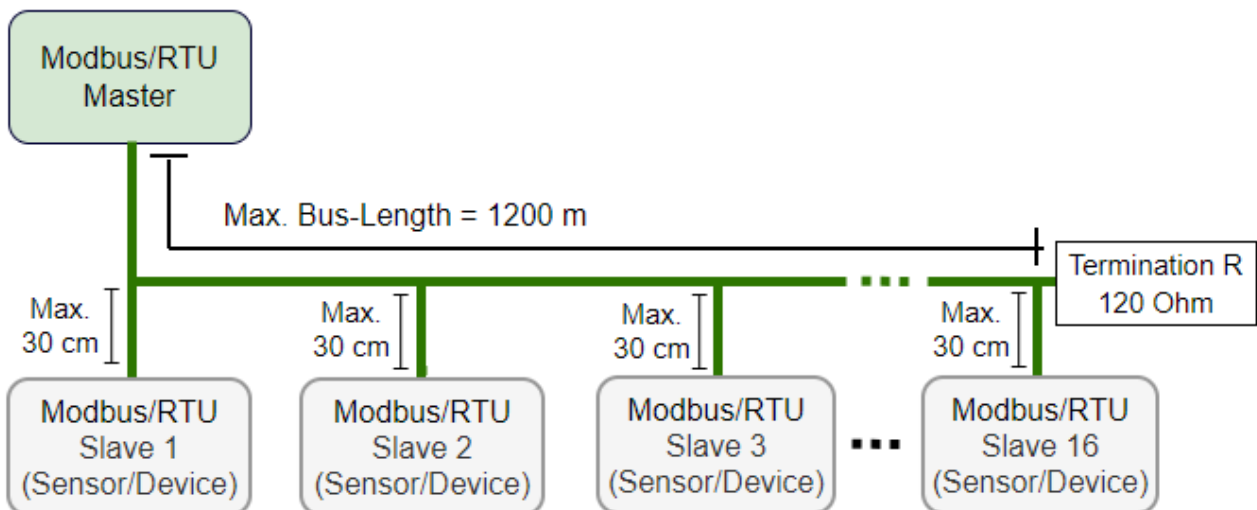 Modbus/RTU
Master
Max. Bus-Length = 1200 m
Termination R
120 Ohm
Max.
30 cm
Max.
30 cm
Max.
30 cm
Max.
30 cm
Modbus/RTU
Slave 1
(Sensor/Device)
Modbus/RTU
Slave 2
(Sensor/Device)
Modbus/RTU
Slave 3
(Sensor/Device)
Modbus/RTU
Slave 16
(Sensor/Device)